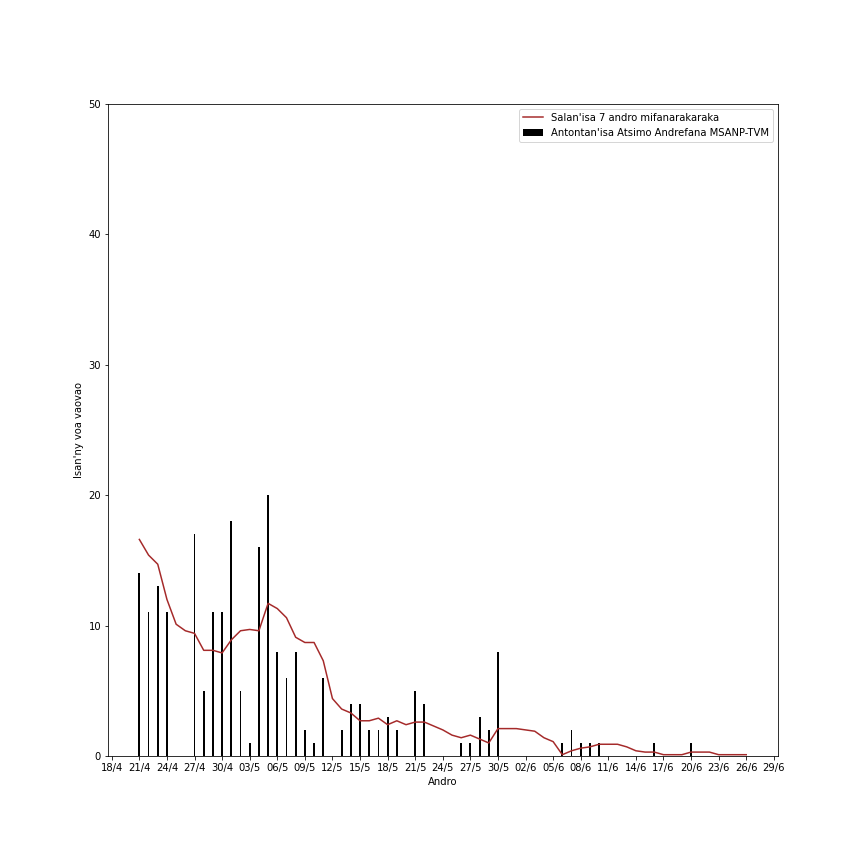 Salan'isa 7 andro mifanarakaraka
Antontan'isa Atsimo Andrefana MSANP-TVM
50
40
30
20
10
0
Isan'ny voa vaovao
18/4 21/4 24/4 27/4 30/4 03/5 06/5 09/5 12/5 15/5 18/5 21/5 24/5 27/5 30/5 02/6 05/6 08/6 11/6 14/6 17/6 20/6 23/6 26/6 29/6
Andro